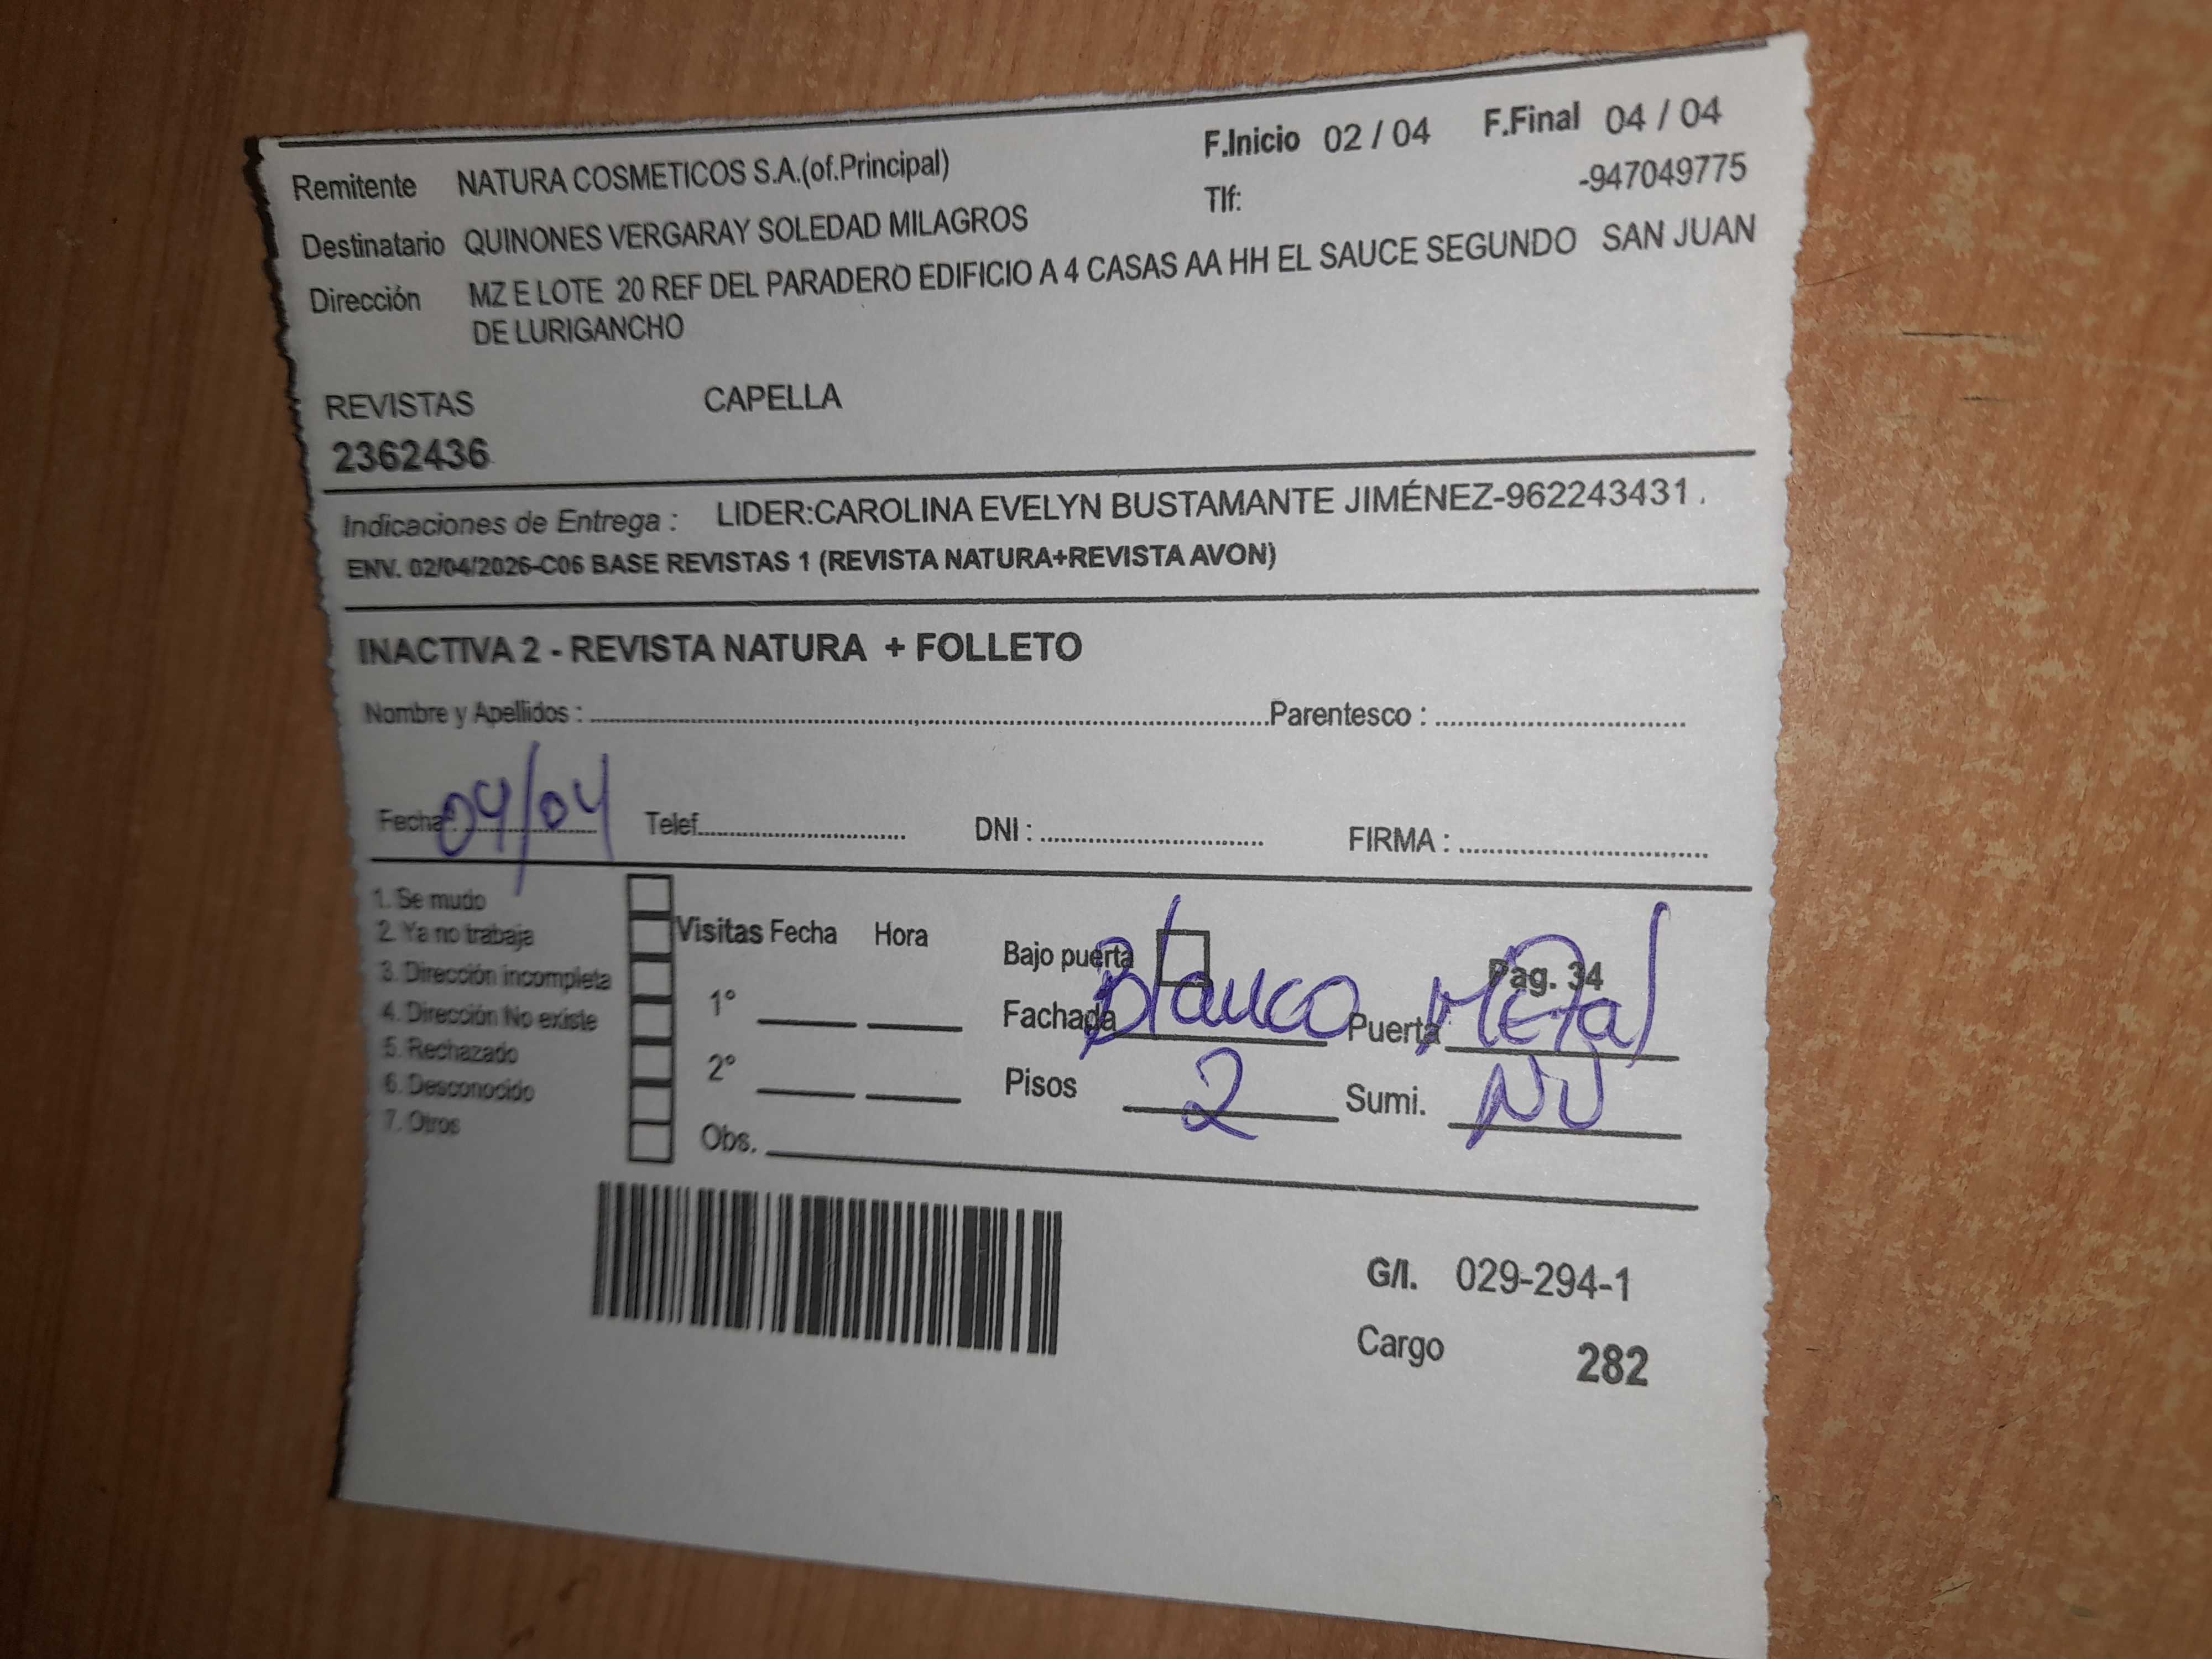 Remitente NATURA COSMETICOS S.A.(of.Principal) F.Inicio 02 / 04 F.Final 04 / 04
Destinatario QUINONES VERGARAY SOLEDAD MILAGROS Tlf: -947049775
Dirección MZ E LOTE 20 REF DEL PARADERO EDIFICIO A 4 CASAS AA HH EL SAUCE SEGUNDO SAN JUAN
DE LURIGANCHO
REVISTAS CAPELLA
2362436
Indicaciones de Entrega : LIDER:CAROLINA EVELYN BUSTAMANTE JIMÉNEZ-962243431 .
ENV. 02/04/2026-C06 BASE REVISTAS 1 (REVISTA NATURA+REVISTA AVON)
INACTIVA 2 - REVISTA NATURA + FOLLETO
Nombre y Apellidos : Parentesco :
Fecha : 04/04 Telef. DNI : FIRMA :
1. Se mudo
2. Ya no trabaja
3. Dirección incompleta
4. Dirección No existe
5. Rechazado
6. Desconocido
7. Otros
Visitas Fecha Hora
1°
2°
Obs.
Bajo puerta Pag. 34
Fachada Blanco Puerta Metal
Pisos 2 Sumi. NO
G/I. 029-294-1
Cargo 282